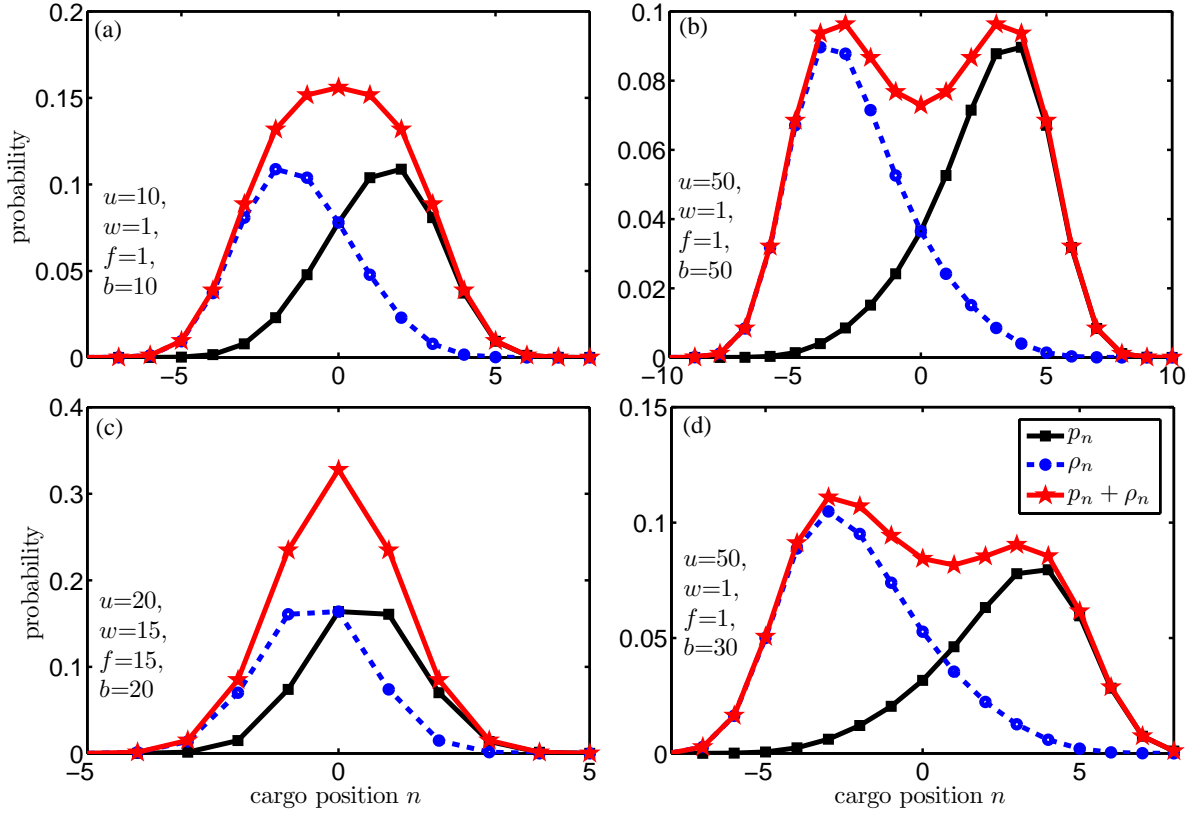 (a)
0.2
0.15
0.1
0.05
0
probability
u=10,
w=1,
f=1,
b=10
−5 0 5
(b)
0.1
0.08
0.06
0.04
0.02
0
u=50,
w=1,
f=1,
b=50
−10 −5 0 5 10
(c)
0.4
0.3
0.2
0.1
0
probability
u=20,
w=15,
f=15,
b=20
−5 0 5
cargo position n
(d)
0.15
0.1
0.05
0
pₙ
ρₙ
pₙ + ρₙ
u=50,
w=1,
f=1,
b=30
−5 0 5
cargo position n